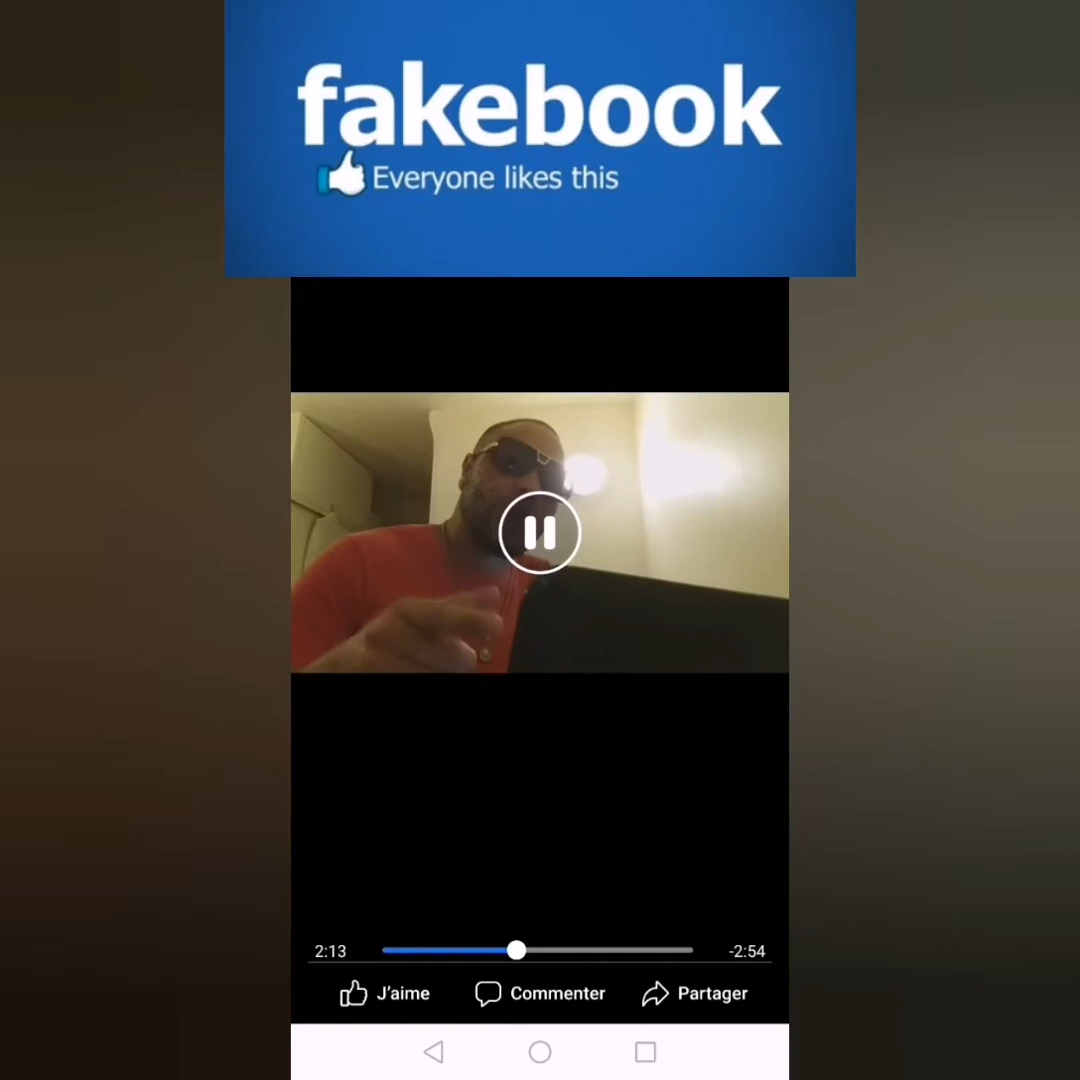 fakebook
Everyone likes this
2:13
-2:54
J'aime
Commenter
Partager